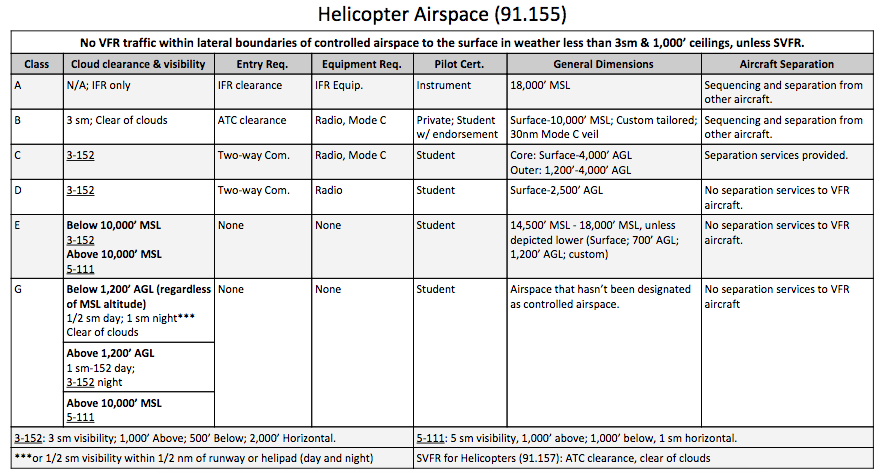 Helicopter Airspace (91.155)
No VFR traffic within lateral boundaries of controlled airspace to the surface in weather less than 3sm & 1,000’ ceilings, unless SVFR.
Class Cloud clearance & visibility Entry Req. Equipment Req. Pilot Cert. General Dimensions Aircraft Separation
A N/A; IFR only IFR clearance IFR Equip. Instrument 18,000’ MSL Sequencing and separation from
other aircraft.
B 3 sm; Clear of clouds ATC clearance Radio, Mode C Private; Student Surface-10,000’ MSL; Custom tailored; Sequencing and separation from
w/ endorsement 30nm Mode C veil other aircraft.
C 3-152 Two-way Com. Radio, Mode C Student Core: Surface-4,000’ AGL Separation services provided.
Outer: 1,200’-4,000’ AGL
D 3-152 Two-way Com. Radio Student Surface-2,500’ AGL No separation services to VFR
aircraft.
E Below 10,000’ MSL None None Student 14,500’ MSL - 18,000’ MSL, unless No separation services to VFR
3-152 depicted lower (Surface; 700’ AGL; aircraft.
Above 10,000’ MSL 1,200’ AGL; custom)
5-111
G Below 1,200’ AGL (regardless None None Student Airspace that hasn’t been designated No separation services to VFR
of MSL altitude) as controlled airspace. aircraft
1/2 sm day; 1 sm night***
Clear of clouds
Above 1,200’ AGL
1 sm-152 day;
3-152 night
Above 10,000’ MSL
5-111
3-152: 3 sm visibility; 1,000’ Above; 500’ Below; 2,000’ Horizontal. 5-111: 5 sm visibility, 1,000’ above; 1,000’ below, 1 sm horizontal.
***or 1/2 sm visibility within 1/2 nm of runway or helipad (day and night) SVFR for Helicopters (91.157): ATC clearance, clear of clouds